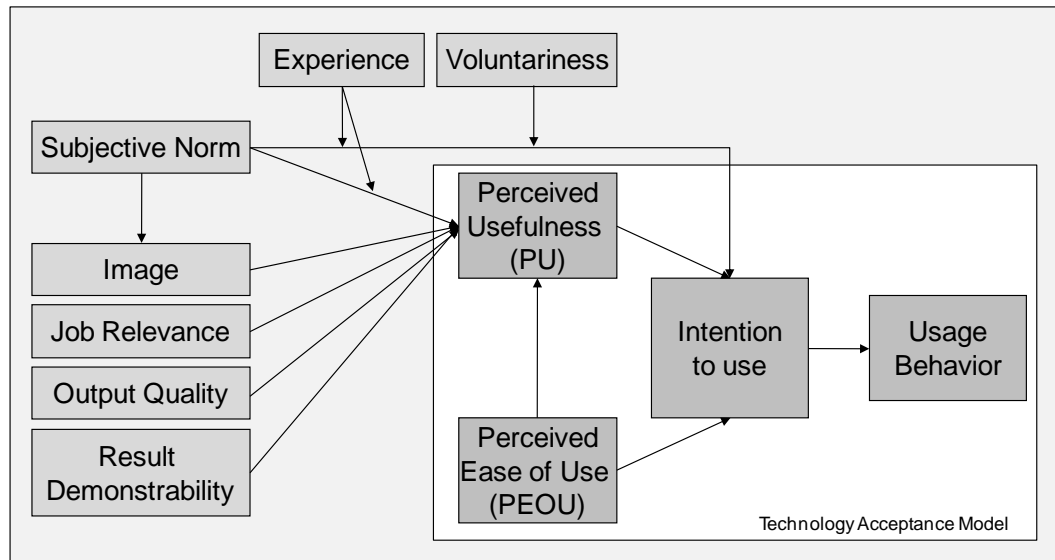 Experience
Voluntariness
Subjective Norm
Perceived
Usefulness
(PU)
Image
Job Relevance
Intention
to use
Usage
Behavior
Output Quality
Result
Demonstrability
Perceived
Ease of Use
(PEOU)
Technology Acceptance Model